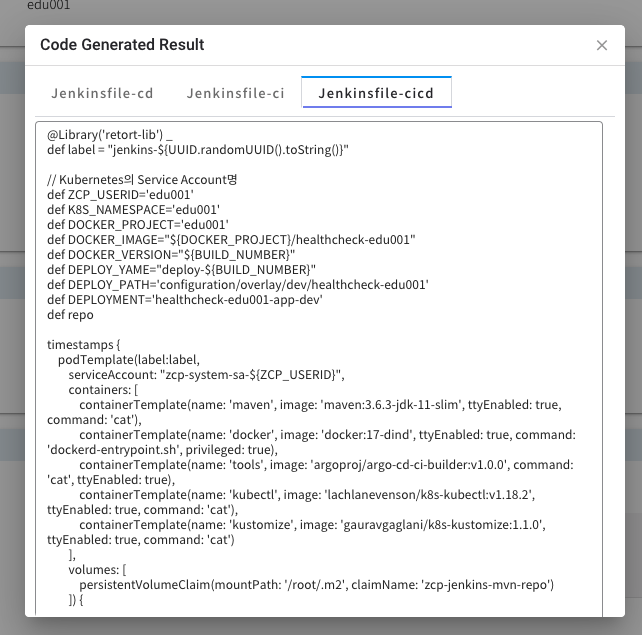 edu001
Code Generated Result
Jenkinsfile-cd Jenkinsfile-ci Jenkinsfile-cicd
@Library('retort-lib') _
def label = "jenkins-${UUID.randomUUID().toString()}"
// Kubernetes의 Service Account명
def ZCP_USERID='edu001'
def K8S_NAMESPACE='edu001'
def DOCKER_PROJECT='edu001'
def DOCKER_IMAGE="${DOCKER_PROJECT}/healthcheck-edu001"
def DOCKER_VERSION="${BUILD_NUMBER}"
def DEPLOY_YAME="deploy-${BUILD_NUMBER}"
def DEPLOY_PATH='configuration/overlay/dev/healthcheck-edu001'
def DEPLOYMENT='healthcheck-edu001-app-dev'
def repo
timestamps {
podTemplate(label:label,
serviceAccount: "zcp-system-sa-${ZCP_USERID}",
containers: [
containerTemplate(name: 'maven', image: 'maven:3.6.3-jdk-11-slim', ttyEnabled: true,
command: 'cat'),
containerTemplate(name: 'docker', image: 'docker:17-dind', ttyEnabled: true, command:
'dockerd-entrypoint.sh', privileged: true),
containerTemplate(name: 'tools', image: 'argoproj/argo-cd-ci-builder:v1.0.0', command:
'cat', ttyEnabled: true),
containerTemplate(name: 'kubectl', image: 'lachlanevenson/k8s-kubectl:v1.18.2',
ttyEnabled: true, command: 'cat'),
containerTemplate(name: 'kustomize', image: 'gauravgaglani/k8s-kustomize:1.1.0',
ttyEnabled: true, command: 'cat')
],
volumes: [
persistentVolumeClaim(mountPath: '/root/.m2', claimName: 'zcp-jenkins-mvn-repo')
]) {